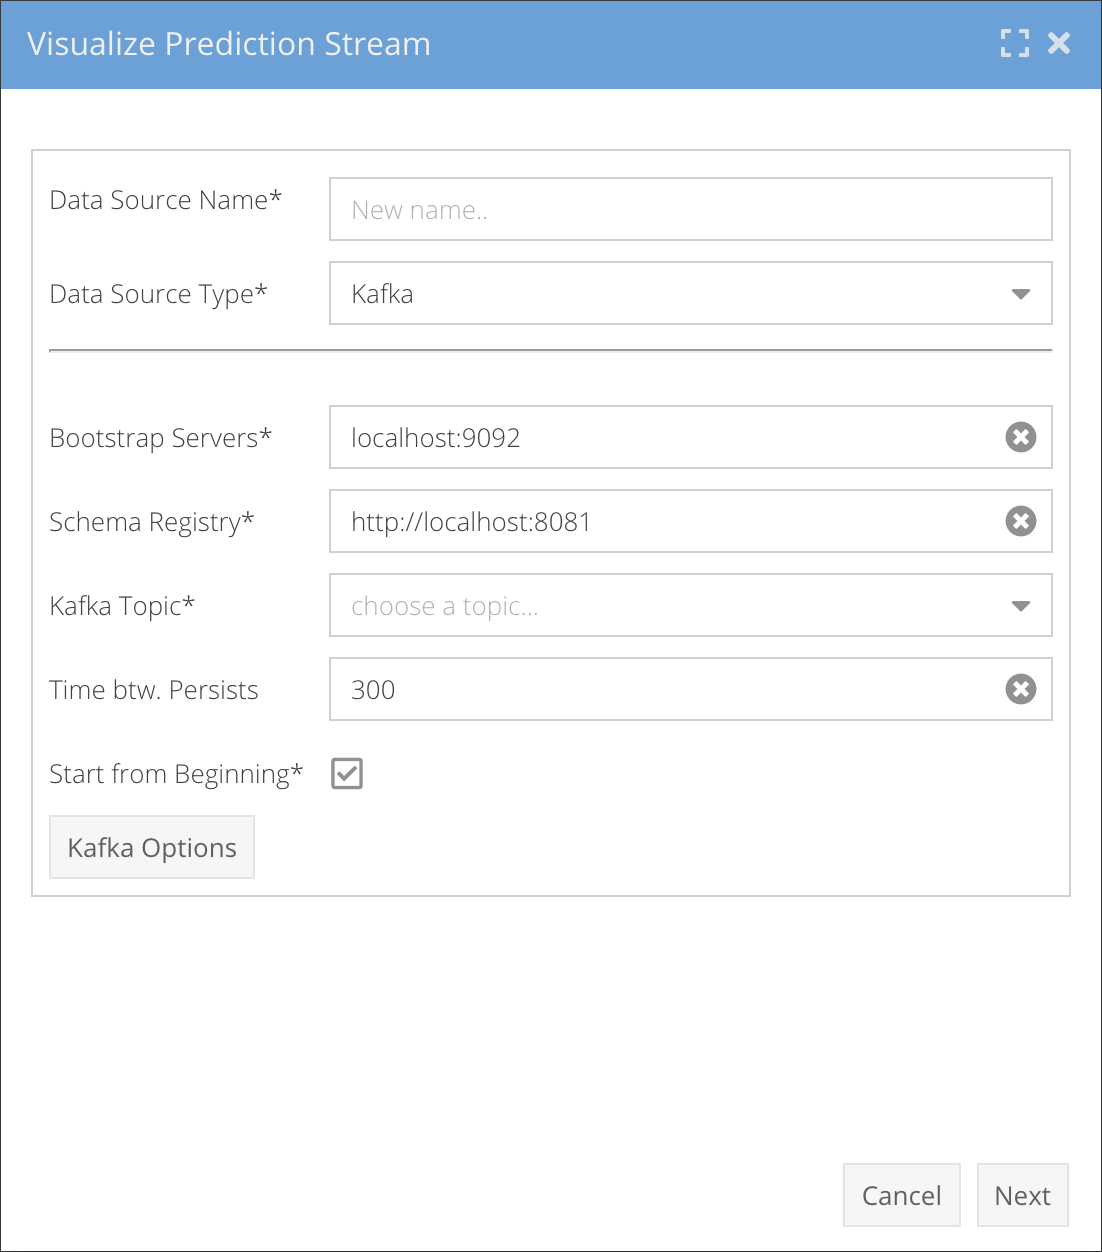 Visualize Prediction Stream
Data Source Name*
New name..
Data Source Type*
Kafka
Bootstrap Servers*
localhost:9092
Schema Registry*
http://localhost:8081
Kafka Topic*
choose a topic...
Time btw. Persists
300
Start from Beginning*
Kafka Options
Cancel
Next